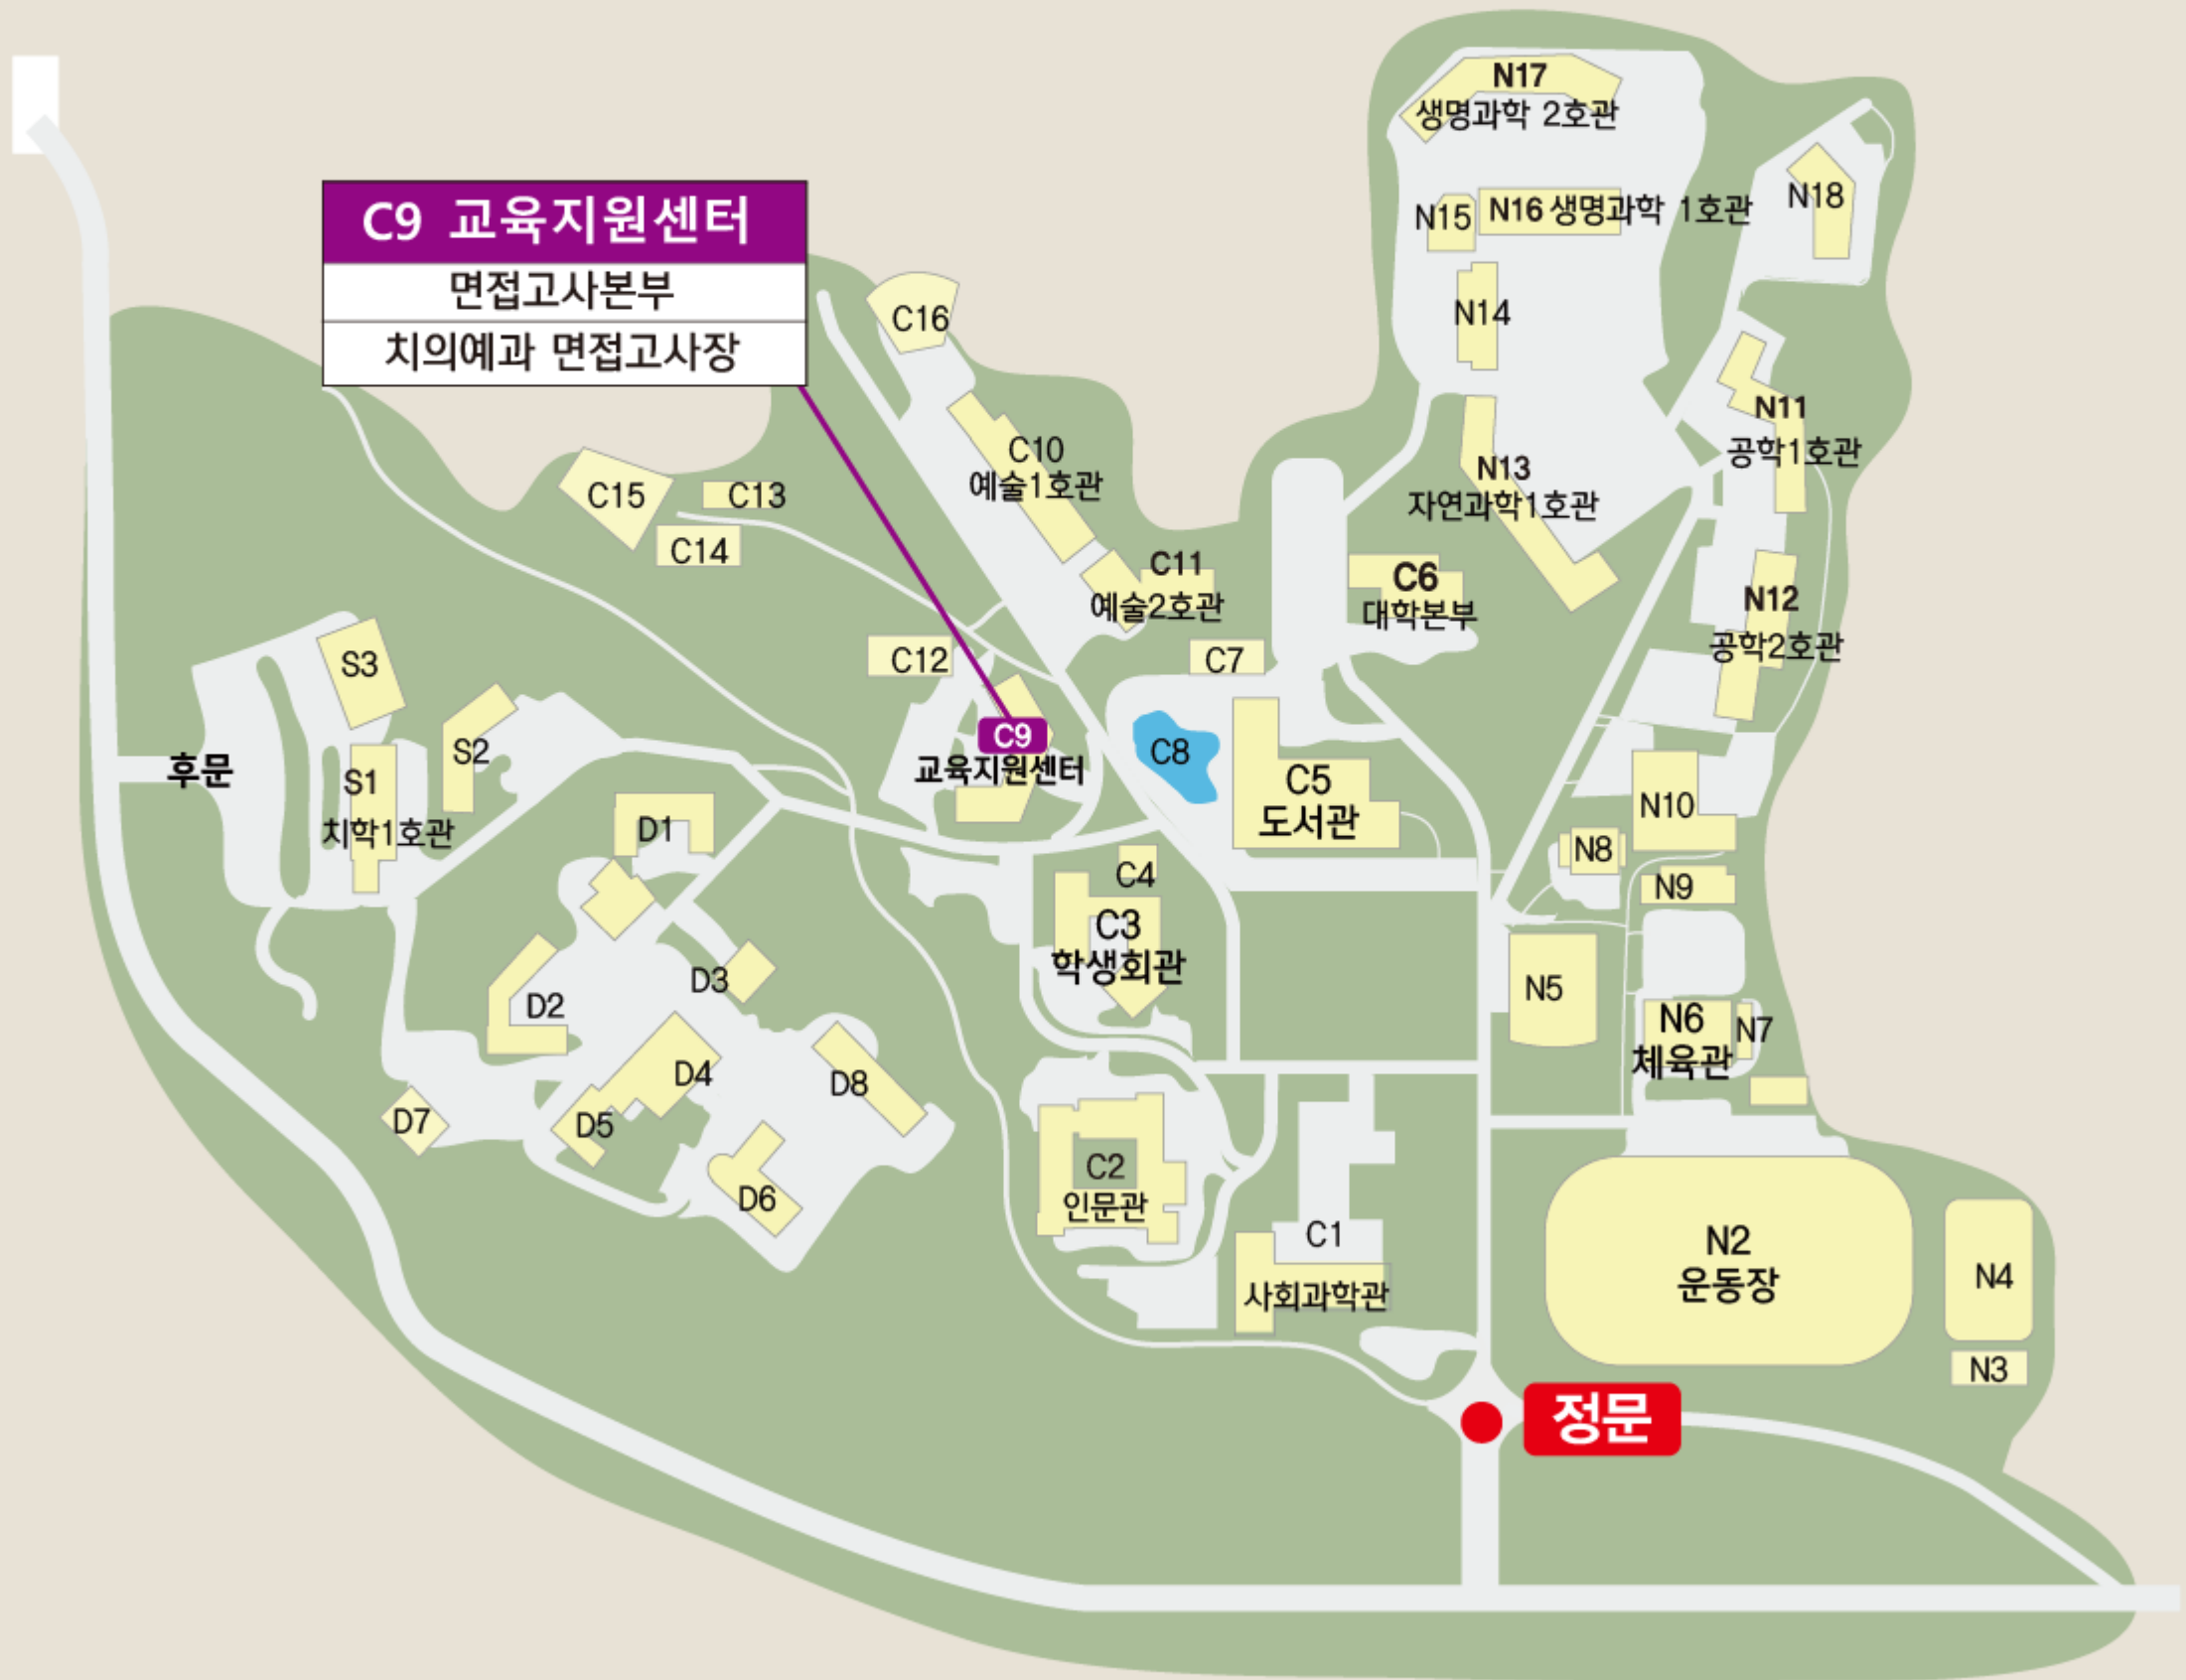 N17
생명과학 2호관
N18
C9 교육지원센터
면접고사본부
치의예과 면접고사장
N15
N16 생명과학 1호관
C16
N14
N11
공학1호관
C10
예술1호관
N13
자연과학1호관
C15
C13
C14
C11
예술2호관
C6
대학본부
N12
공학2호관
C12
C7
S3
S2
C9
교육지원센터
C8
C5
도서관
후문
S1
치학1호관
D1
N10
N8
N9
C4
C3
학생회관
D3
D2
N5
N6
체육관
N7
D4
D8
D7
D5
C2
인문관
D6
C1
사회과학관
N2
운동장
N4
N3
정문